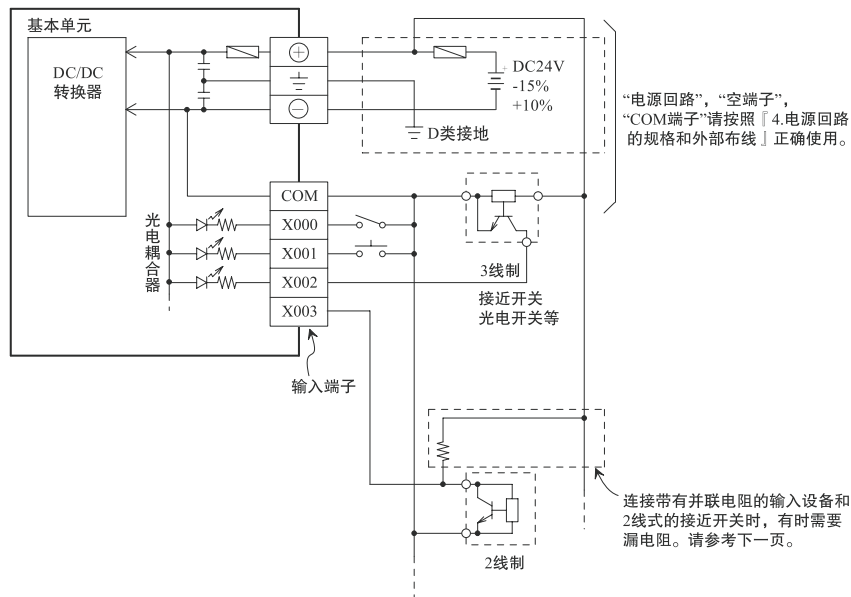 基本单元
DC/DC
转换器
+
DC24V
-15%
+10%
D类接地
“电源回路”，“空端子”，
“COM端子”请按照『4.电源回路
的规格和外部布线』正确使用。
COM
X000
X001
X002
X003
光电耦合器
3线制
接近开关
光电开关等
输入端子
连接带有并联电阻的输入设备和
2线式的接近开关时，有时需要
漏电阻。请参考下一页。
2线制